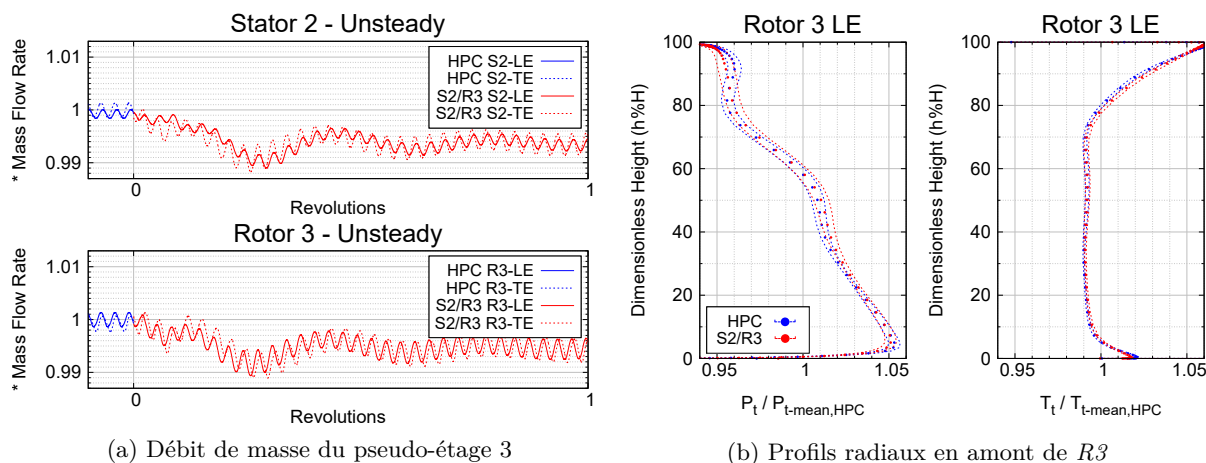 Stator 2 - Unsteady
* Mass Flow Rate
1.01
1
0.99
HPC S2-LE
HPC S2-TE
S2/R3 S2-LE
S2/R3 S2-TE
0
1
Revolutions
Rotor 3 - Unsteady
* Mass Flow Rate
1.01
1
0.99
HPC R3-LE
HPC R3-TE
S2/R3 R3-LE
S2/R3 R3-TE
0
1
Revolutions
(a) Débit de masse du pseudo-étage 3
Rotor 3 LE
Dimensionless Height (h%H)
100
80
60
40
20
0
HPC
S2/R3
0.95
1
1.05
P_t / P_t-mean,HPC
Rotor 3 LE
Dimensionless Height (h%H)
100
80
60
40
20
0
0.95
1
1.05
T_t / T_t-mean,HPC
(b) Profils radiaux en amont de R3